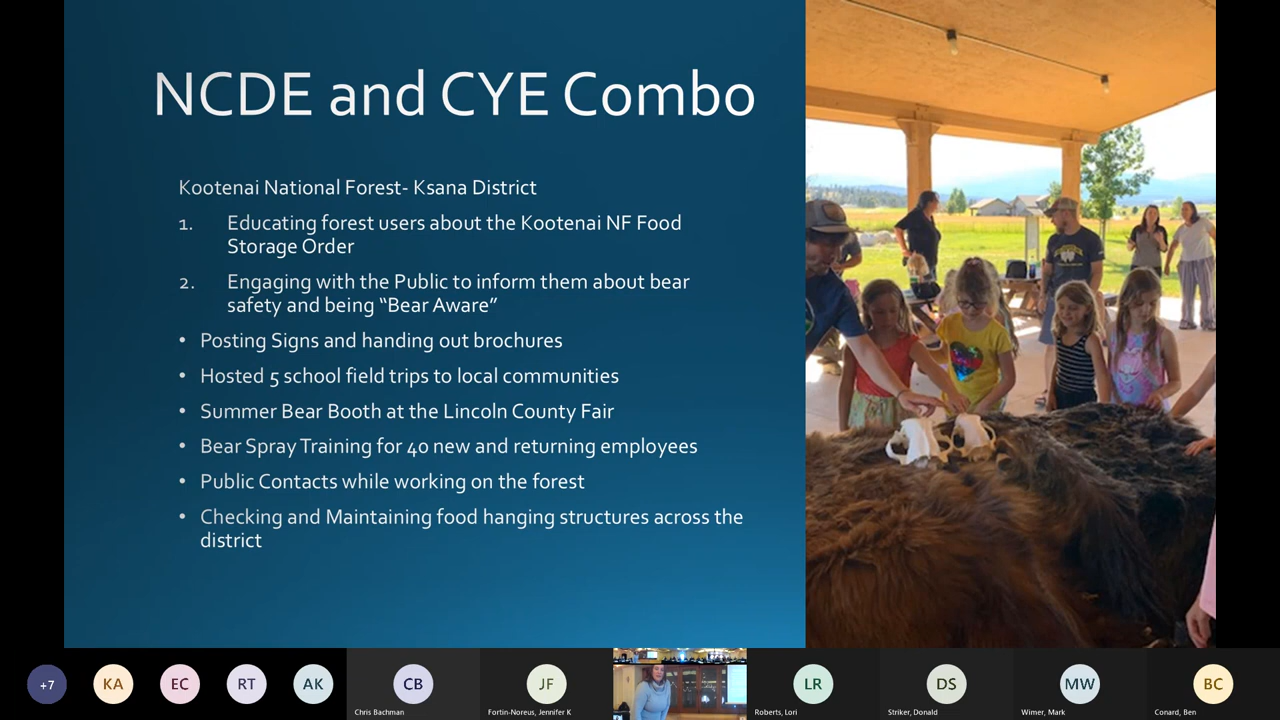 NCDE and CYE Combo
Kootenai National Forest- Ksana District
1. Educating forest users about the Kootenai NF Food
Storage Order
2. Engaging with the Public to inform them about bear
safety and being “Bear Aware”
• Posting Signs and handing out brochures
• Hosted 5 school field trips to local communities
• Summer Bear Booth at the Lincoln County Fair
• Bear Spray Training for 40 new and returning employees
• Public Contacts while working on the forest
• Checking and Maintaining food hanging structures across the
district
+7 KA EC RT AK CB JF LR DS MW BC
Chris Bachman Fortin-Noreus, Jennifer K Roberts, Lori Striker, Donald Wimer, Mark Conard, Ben